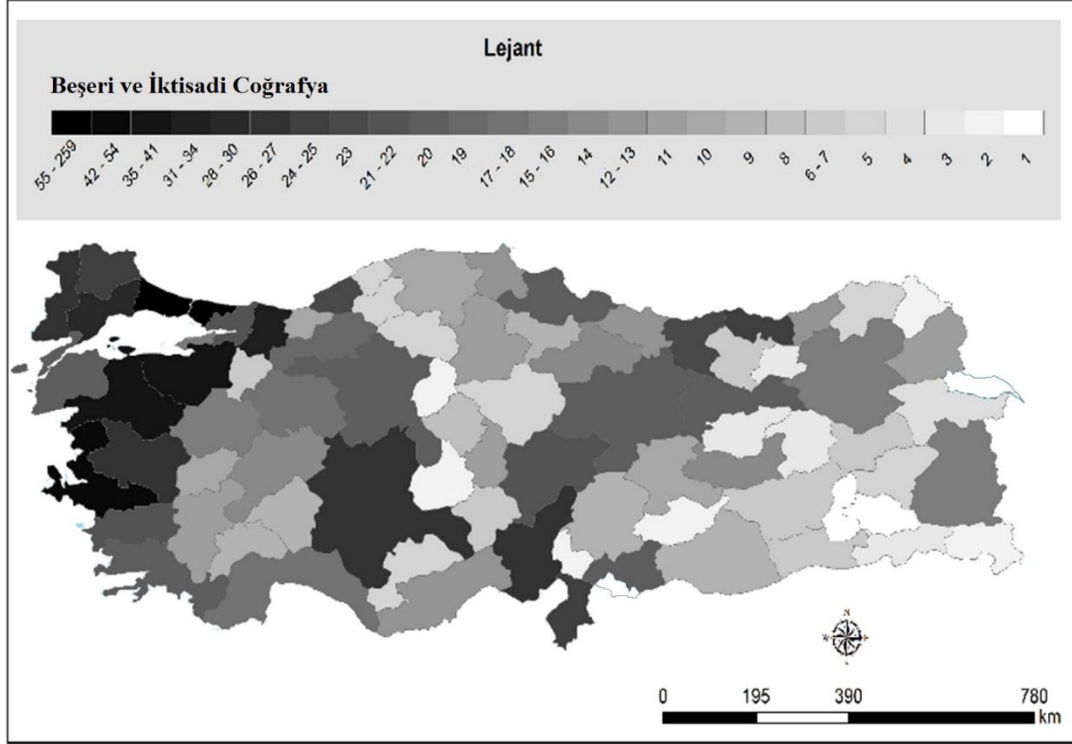 Lejant
Beşeri ve İktisadi Coğrafya
55 - 259 42 - 54 35 - 41 31 - 34 28 - 30 26 - 27 24 - 25 23 21 - 22 20 19 17 - 18 15 - 16 14 12 - 13 11 10 9 8 6 - 7 5 4 3 2 1
N
W E
S
0 195 390 780
km